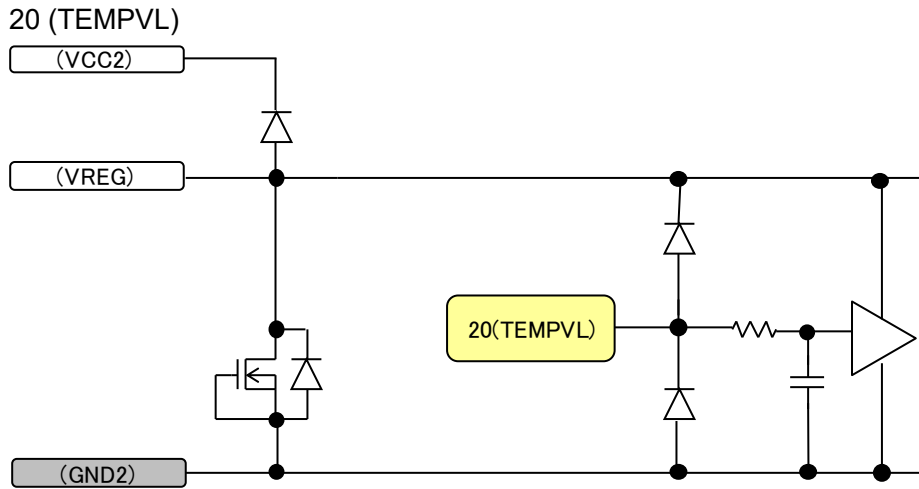 20 (TEMPVL)
(VCC2)
(VREG)
20(TEMPVL)
(GND2)